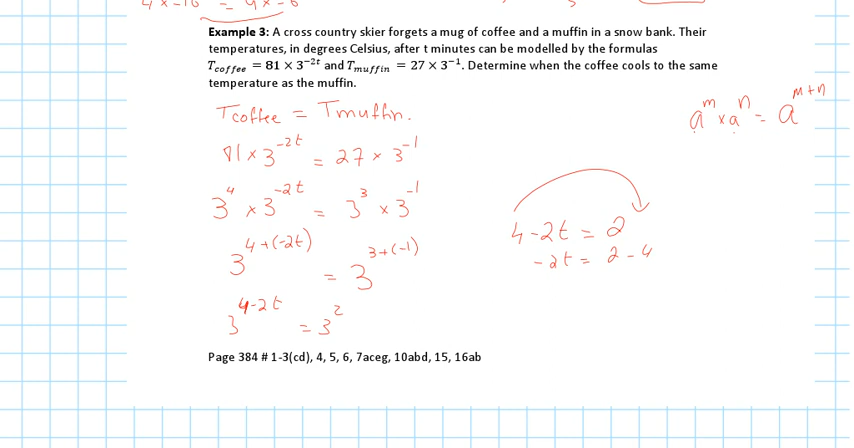 4x-10 = 9x-6
Example 3: A cross country skier forgets a mug of coffee and a muffin in a snow bank. Their
temperatures, in degrees Celsius, after t minutes can be modelled by the formulas
T_coffee = 81 × 3^-2t and T_muffin = 27 × 3^-1. Determine when the coffee cools to the same
temperature as the muffin.
Tcoffee = Tmuffin.
81 × 3^-2t = 27 × 3^-1
3^4 × 3^-2t = 3^3 × 3^-1
3^4+(-2t) = 3^3+(-1)
3^4-2t = 3^2
a^m × a^n = a^m+n
4-2t = 2
-2t = 2-4
Page 384 # 1-3(cd), 4, 5, 6, 7aceg, 10abd, 15, 16ab